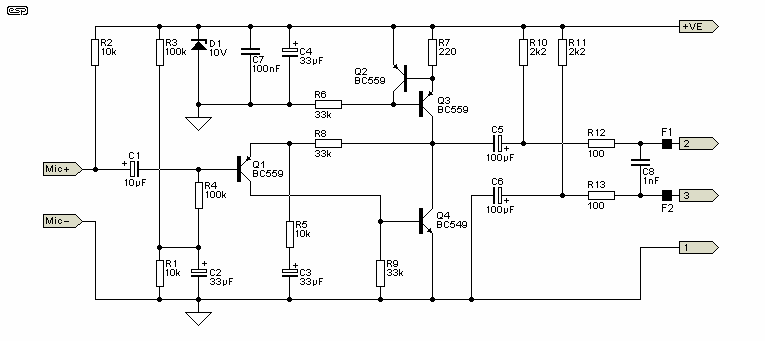 esp
+VE
R2
10k
R3
100k
D1
10V
C7
100nF
+
C4
33µF
R7
220
R10
2k2
R11
2k2
Q2
BC559
R6
33k
Q3
BC559
R8
33k
C5
+
100µF
R12
100
F1
2
Mic+
C1
+
10µF
Q1
BC559
C8
1nF
R4
100k
C6
+
100µF
R13
100
F2
3
Mic-
Q4
BC549
R5
10k
1
R1
10k
+
C2
33µF
+
C3
33µF
R9
33k